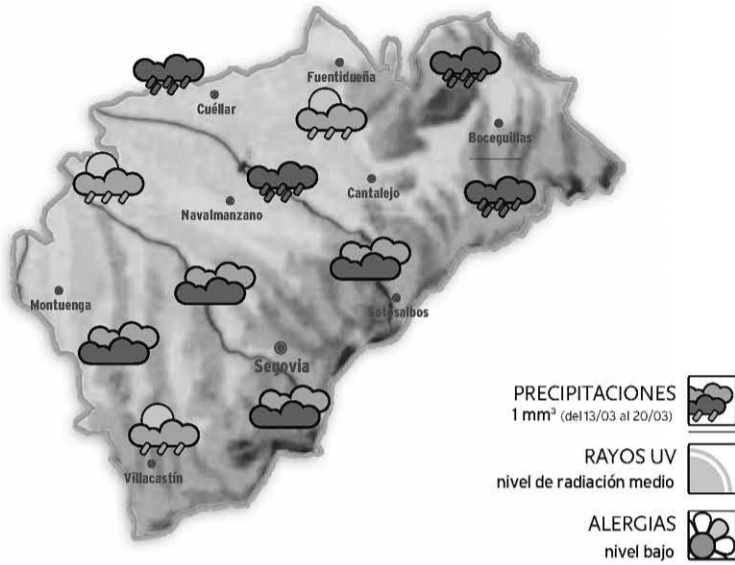 Fuentidueña
Cuéllar
Boceguillas
Cantalejo
Navalmanzano
Montuenga
Sotosalbos
Segovia
Villacastín
PRECIPITACIONES
1 mm³ (del 13/03 al 20/03)
RAYOS UV
nivel de radiación medio
ALERGIAS
nivel bajo